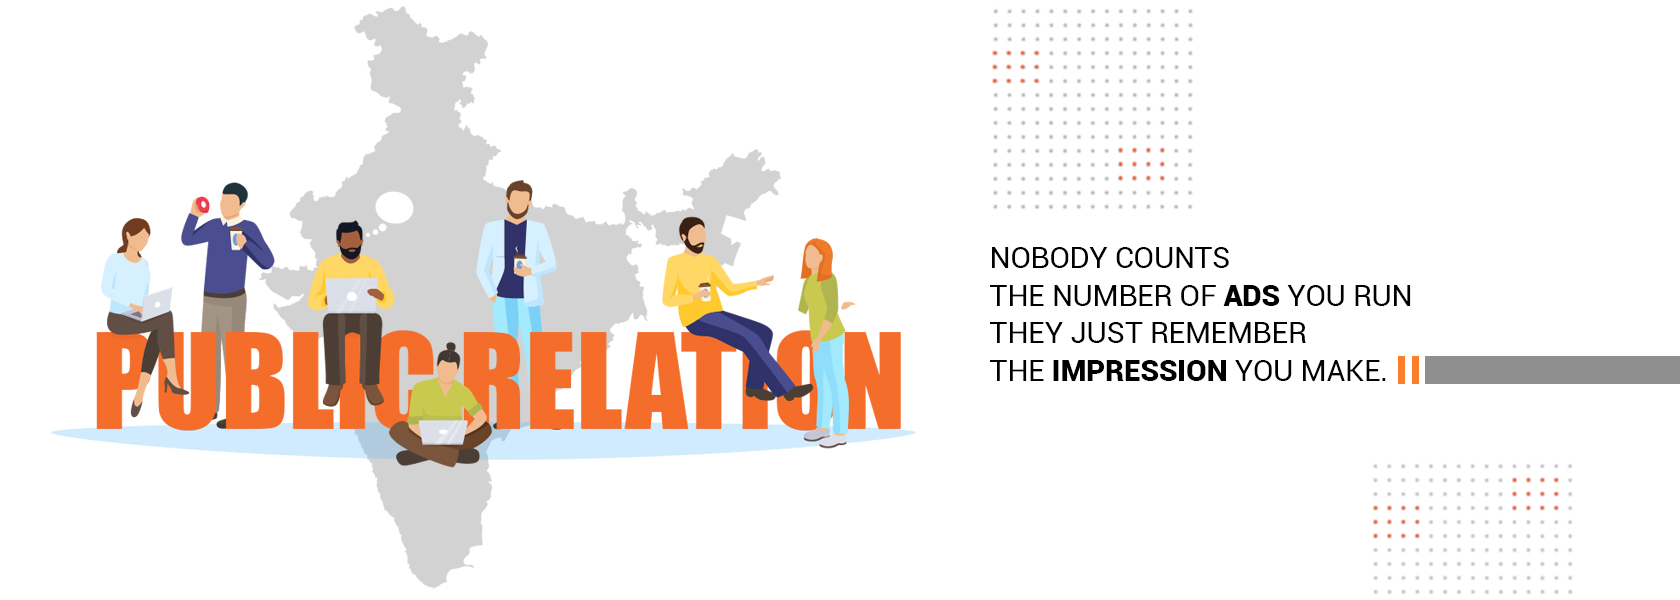 PUBLIC RELATION
NOBODY COUNTS
THE NUMBER OF ADS YOU RUN
THEY JUST REMEMBER
THE IMPRESSION YOU MAKE.